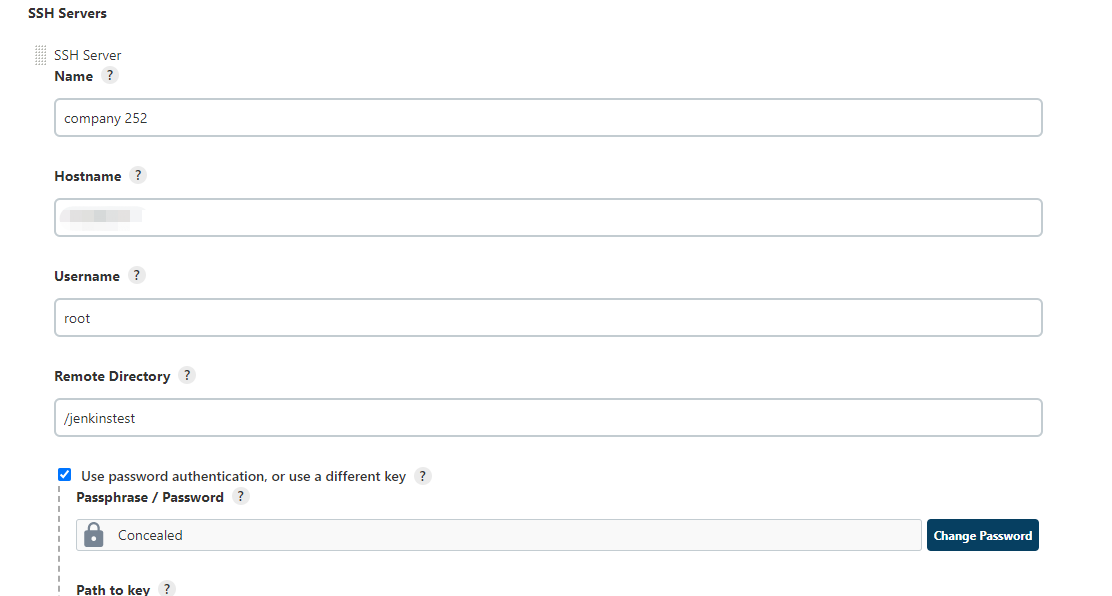 SSH Servers
SSH Server
Name ?
company 252
Hostname ?
Username ?
root
Remote Directory ?
/jenkinstest
Use password authentication, or use a different key ?
Passphrase / Password ?
Concealed
Change Password
Path to key ?